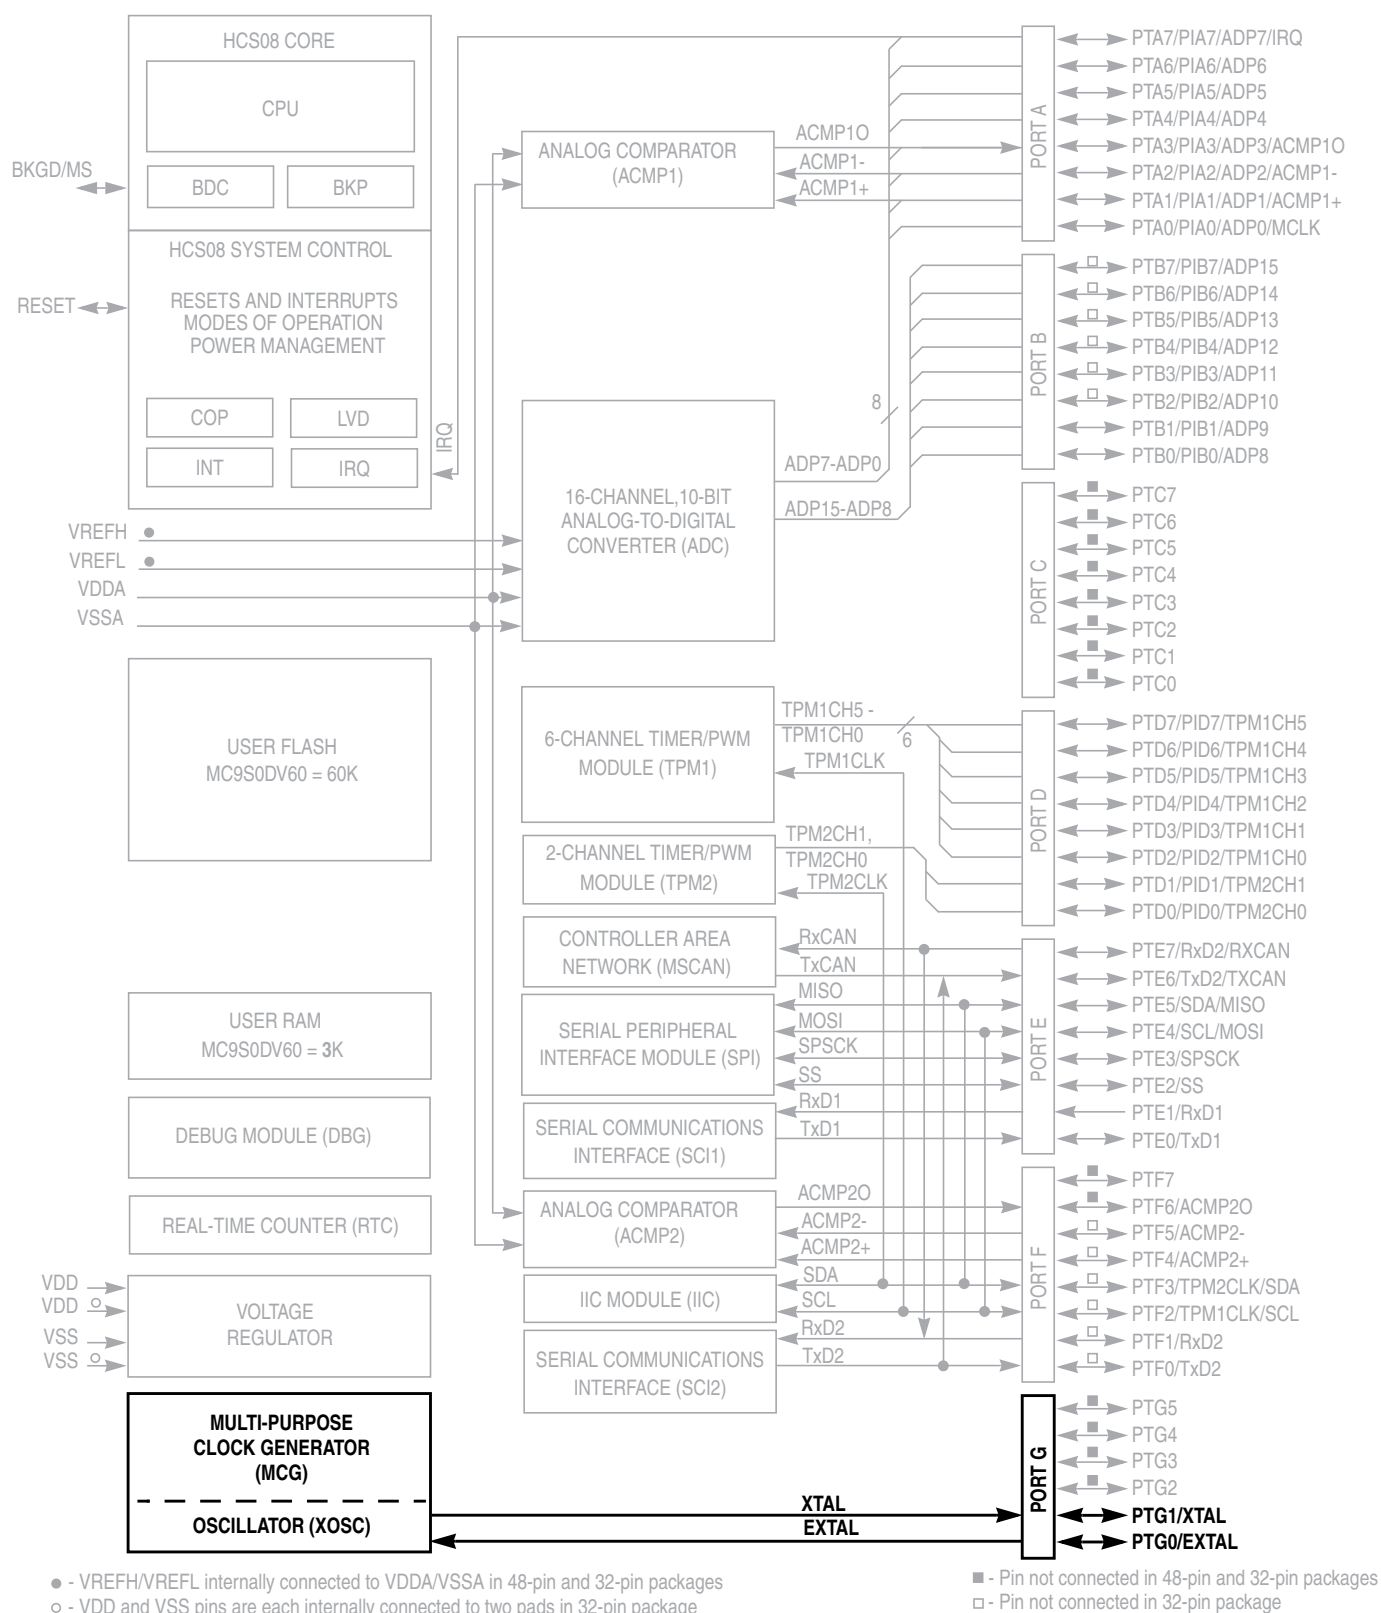 HCS08 CORE
CPU
BDC
BKP
BKGD/MS
HCS08 SYSTEM CONTROL
RESETS AND INTERRUPTS
MODES OF OPERATION
POWER MANAGEMENT
RESET
COP
LVD
INT
IRQ
IRQ
VREFH
VREFL
VDDA
VSSA
USER FLASH
MC9S0DV60 = 60K
USER RAM
MC9S0DV60 = 3K
DEBUG MODULE (DBG)
REAL-TIME COUNTER (RTC)
VDD
VDD
VSS
VSS
VOLTAGE
REGULATOR
MULTI-PURPOSE
CLOCK GENERATOR
(MCG)
OSCILLATOR (XOSC)
ANALOG COMPARATOR
(ACMP1)
ACMP1O
ACMP1-
ACMP1+
16-CHANNEL,10-BIT
ANALOG-TO-DIGITAL
CONVERTER (ADC)
8
ADP7-ADP0
ADP15-ADP8
6-CHANNEL TIMER/PWM
MODULE (TPM1)
TPM1CH5 -
TPM1CH0
6
TPM1CLK
2-CHANNEL TIMER/PWM
MODULE (TPM2)
TPM2CH1,
TPM2CH0
TPM2CLK
CONTROLLER AREA
NETWORK (MSCAN)
RxCAN
TxCAN
SERIAL PERIPHERAL
INTERFACE MODULE (SPI)
MISO
MOSI
SPSCK
SS
SERIAL COMMUNICATIONS
INTERFACE (SCI1)
RxD1
TxD1
ANALOG COMPARATOR
(ACMP2)
ACMP2O
ACMP2-
ACMP2+
IIC MODULE (IIC)
SDA
SCL
SERIAL COMMUNICATIONS
INTERFACE (SCI2)
RxD2
TxD2
XTAL
EXTAL
PORT A
PTA7/PIA7/ADP7/IRQ
PTA6/PIA6/ADP6
PTA5/PIA5/ADP5
PTA4/PIA4/ADP4
PTA3/PIA3/ADP3/ACMP1O
PTA2/PIA2/ADP2/ACMP1-
PTA1/PIA1/ADP1/ACMP1+
PTA0/PIA0/ADP0/MCLK
PORT B
PTB7/PIB7/ADP15
PTB6/PIB6/ADP14
PTB5/PIB5/ADP13
PTB4/PIB4/ADP12
PTB3/PIB3/ADP11
PTB2/PIB2/ADP10
PTB1/PIB1/ADP9
PTB0/PIB0/ADP8
PORT C
PTC7
PTC6
PTC5
PTC4
PTC3
PTC2
PTC1
PTC0
PORT D
PTD7/PID7/TPM1CH5
PTD6/PID6/TPM1CH4
PTD5/PID5/TPM1CH3
PTD4/PID4/TPM1CH2
PTD3/PID3/TPM1CH1
PTD2/PID2/TPM1CH0
PTD1/PID1/TPM2CH1
PTD0/PID0/TPM2CH0
PORT E
PTE7/RxD2/RXCAN
PTE6/TxD2/TXCAN
PTE5/SDA/MISO
PTE4/SCL/MOSI
PTE3/SPSCK
PTE2/SS
PTE1/RxD1
PTE0/TxD1
PORT F
PTF7
PTF6/ACMP2O
PTF5/ACMP2-
PTF4/ACMP2+
PTF3/TPM2CLK/SDA
PTF2/TPM1CLK/SCL
PTF1/RxD2
PTF0/TxD2
PORT G
PTG5
PTG4
PTG3
PTG2
PTG1/XTAL
PTG0/EXTAL
● - VREFH/VREFL internally connected to VDDA/VSSA in 48-pin and 32-pin packages
○ - VDD and VSS pins are each internally connected to two pads in 32-pin package
■ - Pin not connected in 48-pin and 32-pin packages
□ - Pin not connected in 32-pin package